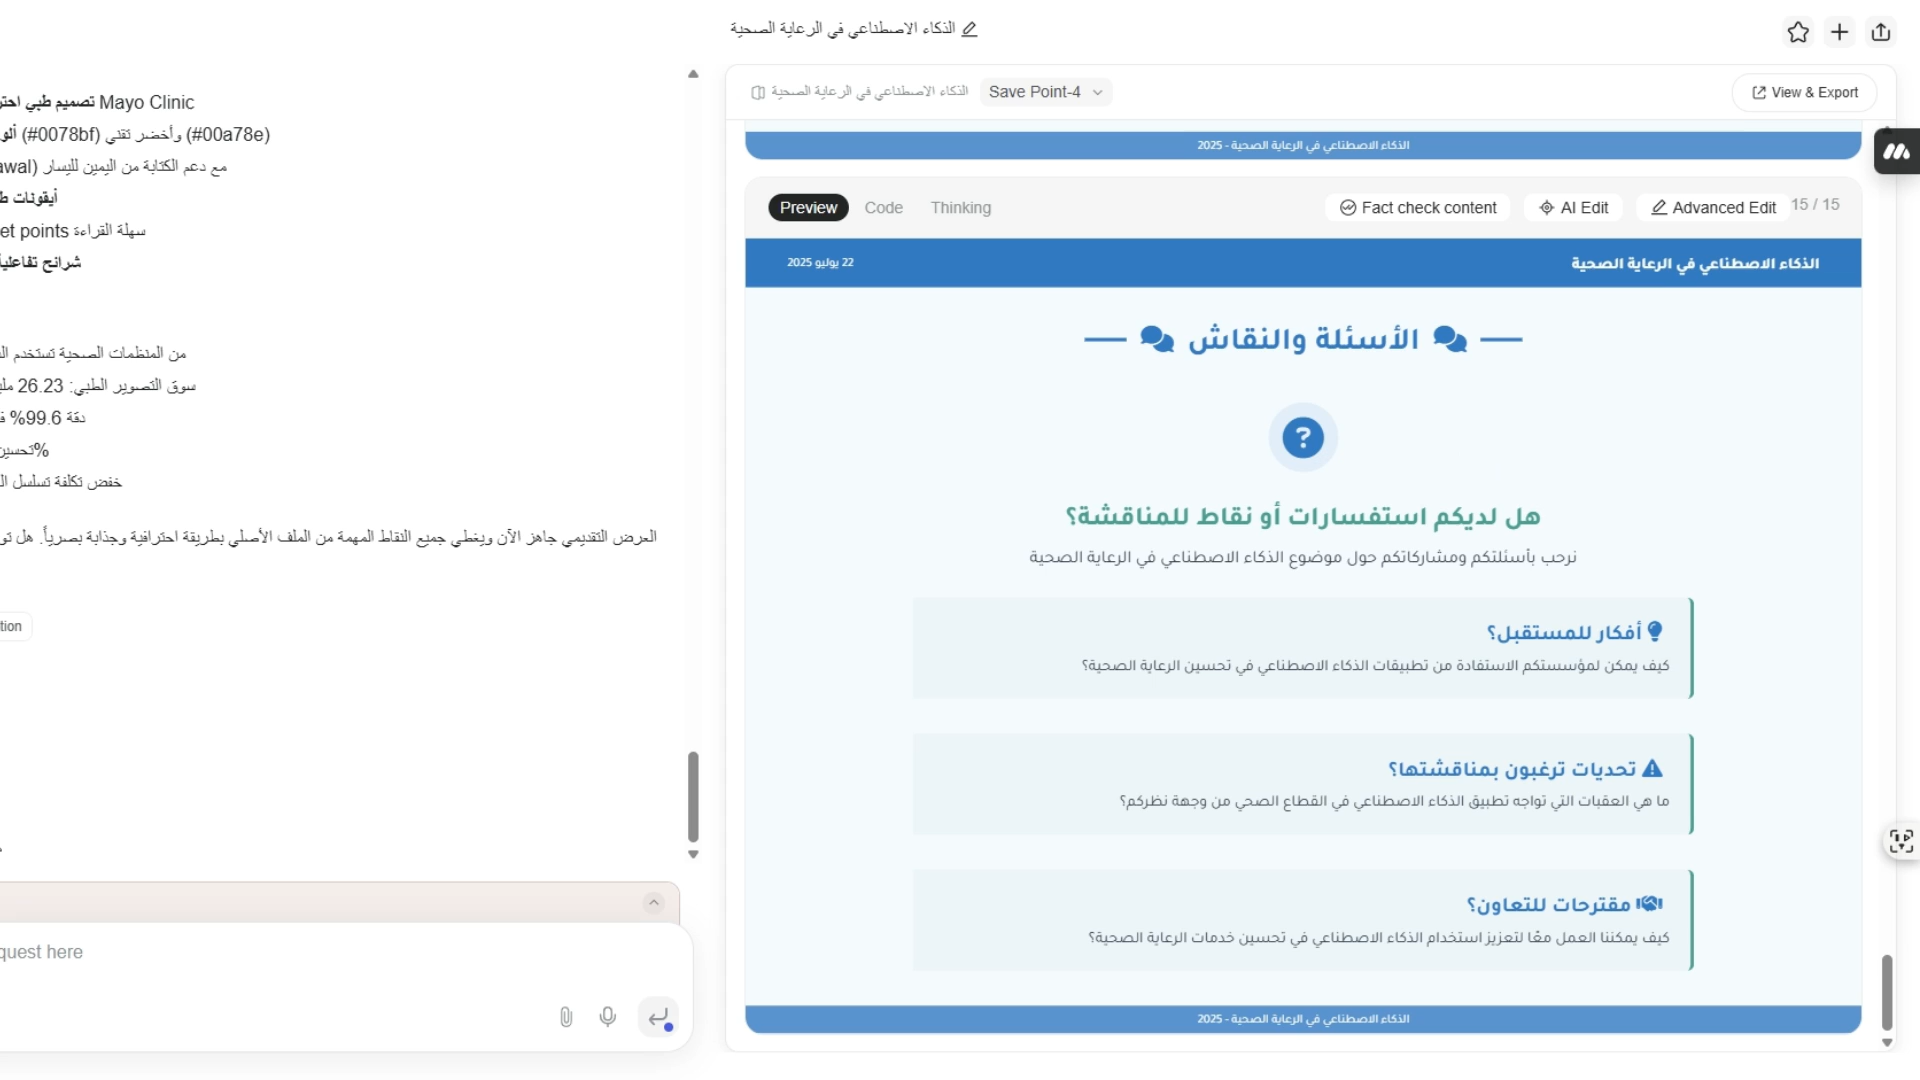 الذكاء الاصطناعي في الرعاية الصحية
تصميم طبي Mayo Clinic
(#0078bf) وأخضر تقني (#00a78e)
مع دعم الكتابة من اليمين لليسار
أيقونات
سهلة القراءة points
شرائح
من المنظمات الصحية تستخدم
سوق التصوير الطبي: 26.23
دقة 99.6%
خفض تكلفة تسلسل
العرض التقديمي جاهز الآن ويغطي جميع النقاط المهمة من الملف الأصلي بطريقة احترافية وجذابة بصرياً. هل
quest here
الذكاء الاصطناعي في الرعاية الصحية
Save Point-4
View & Export
الذكاء الاصطناعي في الرعاية الصحية - 2025
Preview Code Thinking
Fact check content
AI Edit
Advanced Edit
15 / 15
الذكاء الاصطناعي في الرعاية الصحية
22 يوليو 2025
الأسئلة والنقاش
?
هل لديكم استفسارات أو نقاط للمناقشة؟
نرحب بأسئلتكم ومشاركاتكم حول موضوع الذكاء الاصطناعي في الرعاية الصحية
أفكار للمستقبل؟
كيف يمكن لمؤسستكم الاستفادة من تطبيقات الذكاء الاصطناعي في تحسين الرعاية الصحية؟
تحديات ترغبون بمناقشتها؟
ما هي العقبات التي تواجه تطبيق الذكاء الاصطناعي في القطاع الصحي من وجهة نظركم؟
مقترحات للتعاون؟
كيف يمكننا العمل معًا لتعزيز استخدام الذكاء الاصطناعي في تحسين خدمات الرعاية الصحية؟
الذكاء الاصطناعي في الرعاية الصحية - 2025